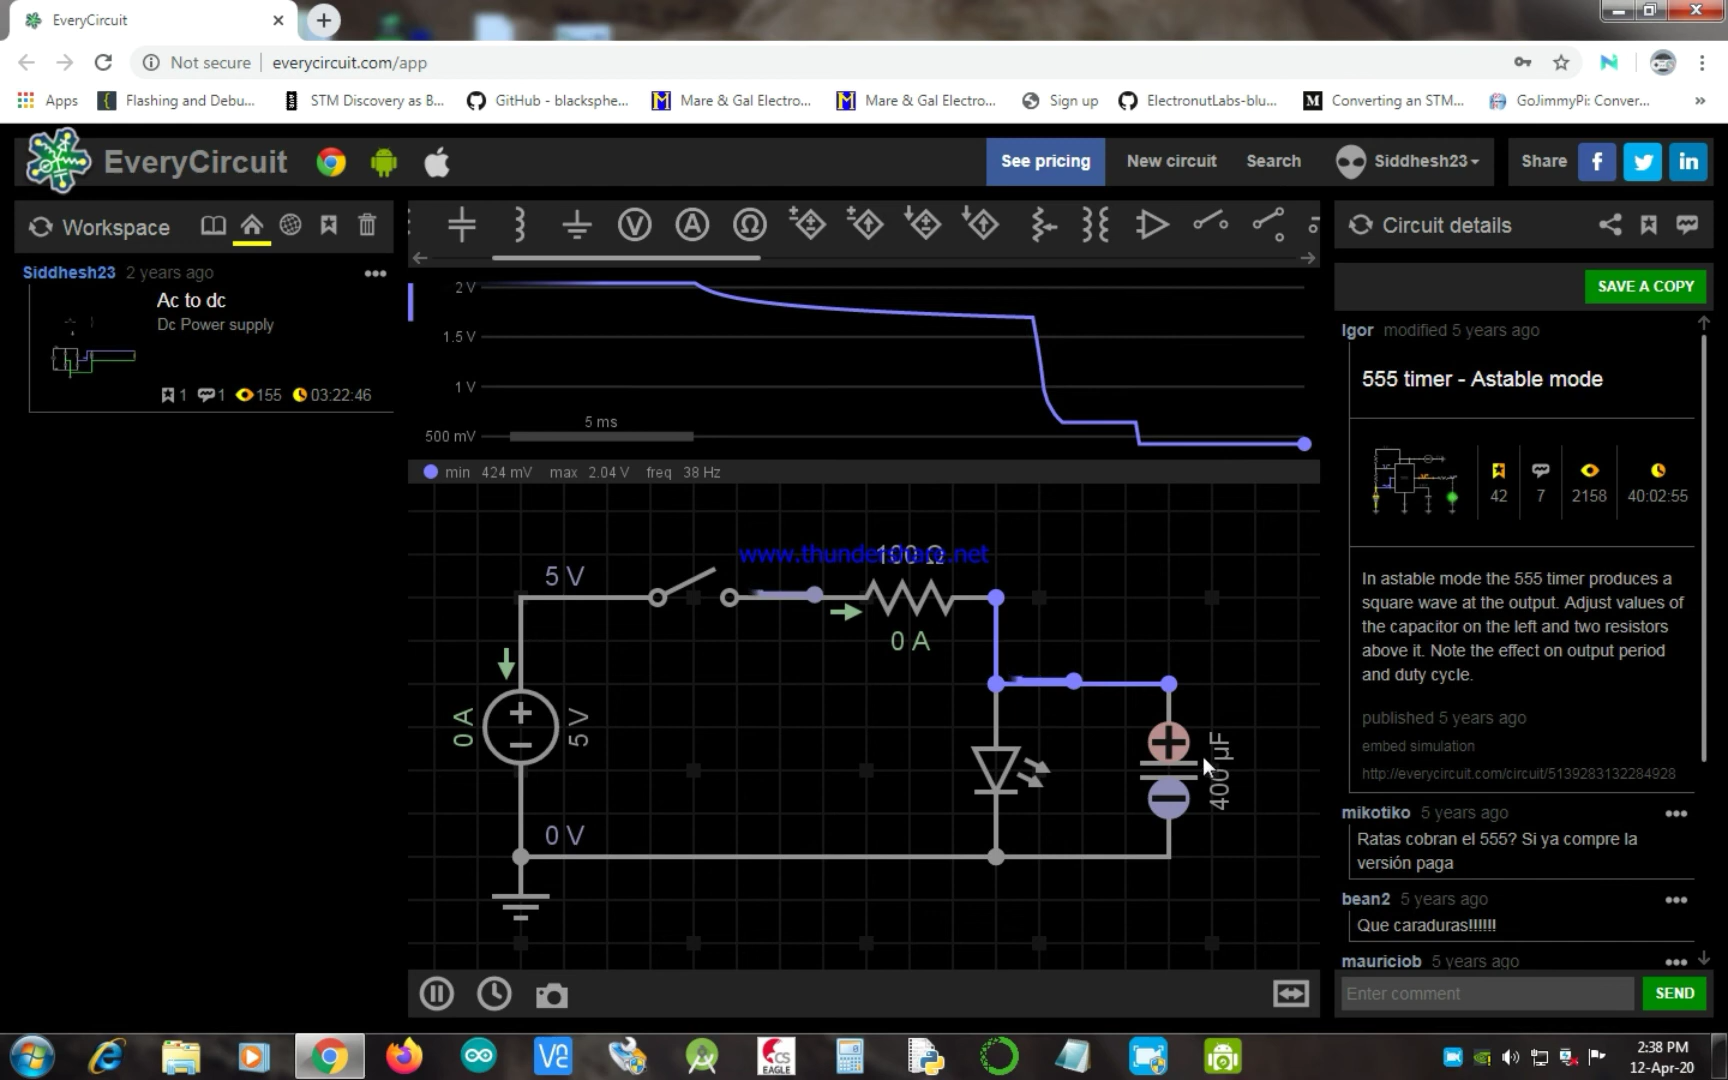 EveryCircuit
Not secure everycircuit.com/app
Apps Flashing and Debu... STM Discovery as B... GitHub - blacksphe... Mare & Gal Electro... Mare & Gal Electro... Sign up ElectronutLabs-blu... Converting an STM... GoJimmyPi: Conver... »
EveryCircuit
See pricing New circuit Search Siddhesh23 Share
Workspace
Siddhesh23 2 years ago
Ac to dc
Dc Power supply
1 1 155 03:22:46
2 V
1.5 V
1 V
500 mV
5 ms
min 424 mV max 2.04 V freq 38 Hz
www.thundershare.net
100 Ω
5 V
0 A
0 A
5 V
400 µF
0 V
Circuit details
SAVE A COPY
Igor modified 5 years ago
555 timer - Astable mode
42 7 2158 40:02:55
In astable mode the 555 timer produces a
square wave at the output. Adjust values of
the capacitor on the left and two resistors
above it. Note the effect on output period
and duty cycle.
published 5 years ago
embed simulation
http://everycircuit.com/circuit/5139283132284928
mikotiko 5 years ago
Ratas cobran el 555? Si ya compre la
versión paga
bean2 5 years ago
Que caraduras!!!!!!
mauriciob 5 years ago
Enter comment SEND
CS
EAGLE
2:38 PM
12-Apr-20